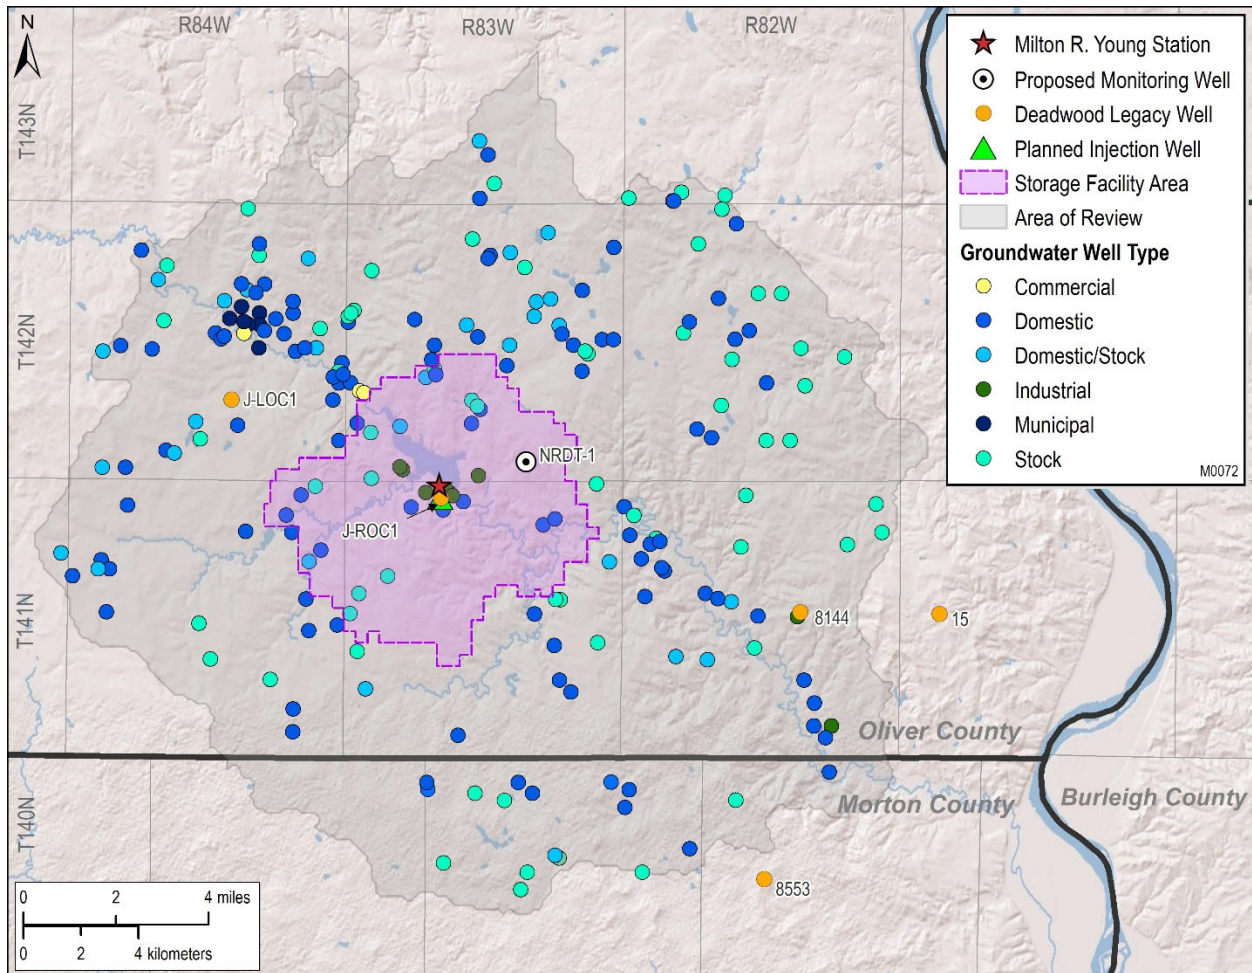 N
R84W
R83W
R82W
T143N
T142N
T141N
T140N
Milton R. Young Station
Proposed Monitoring Well
Deadwood Legacy Well
Planned Injection Well
Storage Facility Area
Area of Review
Groundwater Well Type
Commercial
Domestic
Domestic/Stock
Industrial
Municipal
Stock
M0072
J-LOC1
NRDT-1
J-ROC1
8144
15
8553
Oliver County
Morton County
Burleigh County
0 2 4 miles
0 2 4 kilometers